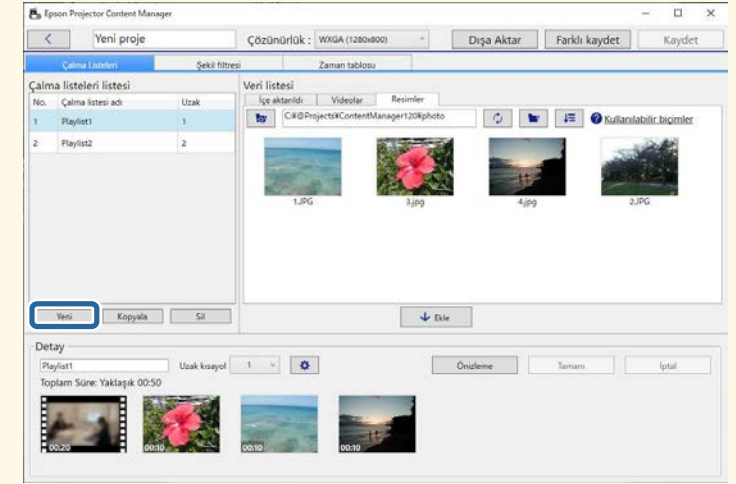 Epson Projector Content Manager
Yeni proje Çözünürlük : WXGA (1280x800) Dışa Aktar Farklı kaydet Kaydet
Çalma Listeleri Şekil filtresi Zaman tablosu
Çalma listeleri listesi Veri listesi
No. Çalma listesi adı Uzak İçe aktarıldı Videolar Resimler
1 Playlist1 1 C:¥@Projects¥ContentManager120¥photo Kullanılabilir biçimler
2 Playlist2 2
1.JPG 3.jpg 4.jpg 2.JPG
Yeni Kopyala Sil Ekle
Detay
Playlist1 Uzak kısayol 1 Önizleme Tamam İptal
Toplam Süre: Yaklaşık 00:50
00:20 00:10 00:10 00:10